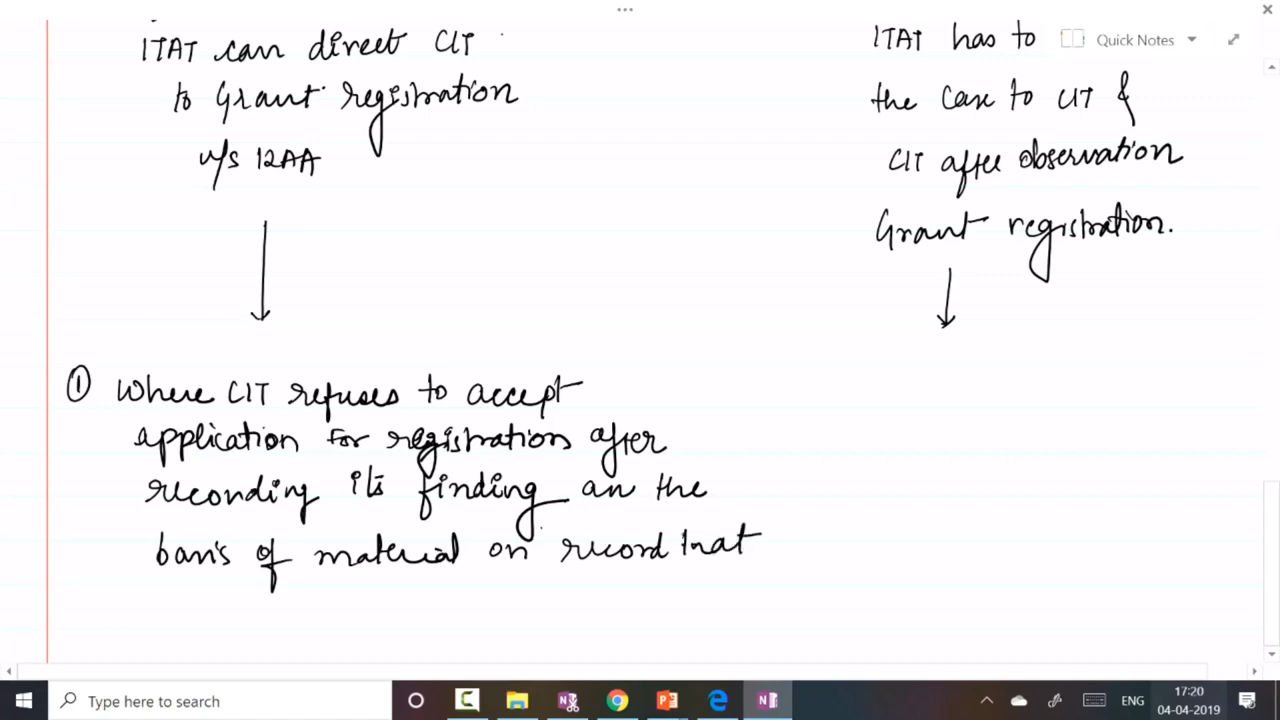 ITAT can direct CIT
to Grant registration
u/s 12AA
ITAT has to
Quick Notes
the case to CIT &
CIT after observation
Grant registration.
① Where CIT refuses to accept
application for registration after
reconding its finding an the
basis of material on record that
Type here to search
ENG
17:20
04-04-2019